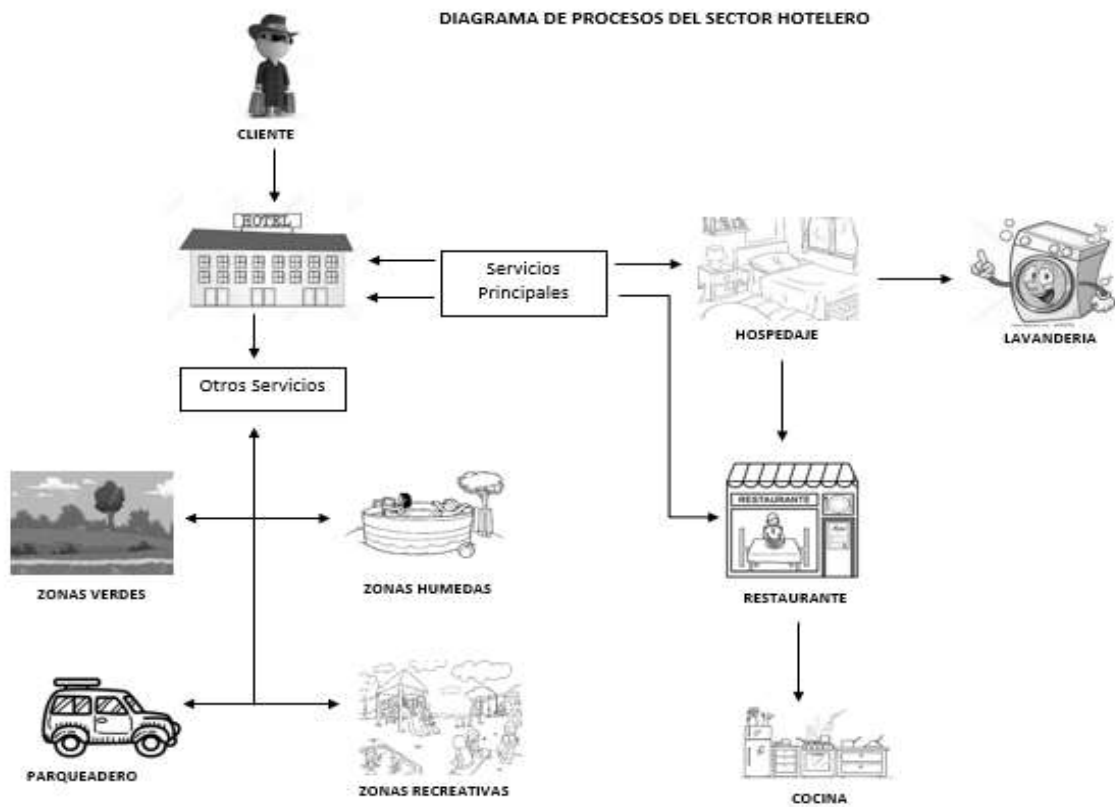 DIAGRAMA DE PROCESOS DEL SECTOR HOTELERO
CLIENTE
HOTEL
Servicios
Principales
HOSPEDAJE
LAVANDERIA
Otros Servicios
RESTAURANTE
ZONAS VERDES
ZONAS HUMEDAS
RESTAURANTE
PARQUEADERO
ZONAS RECREATIVAS
COCINA